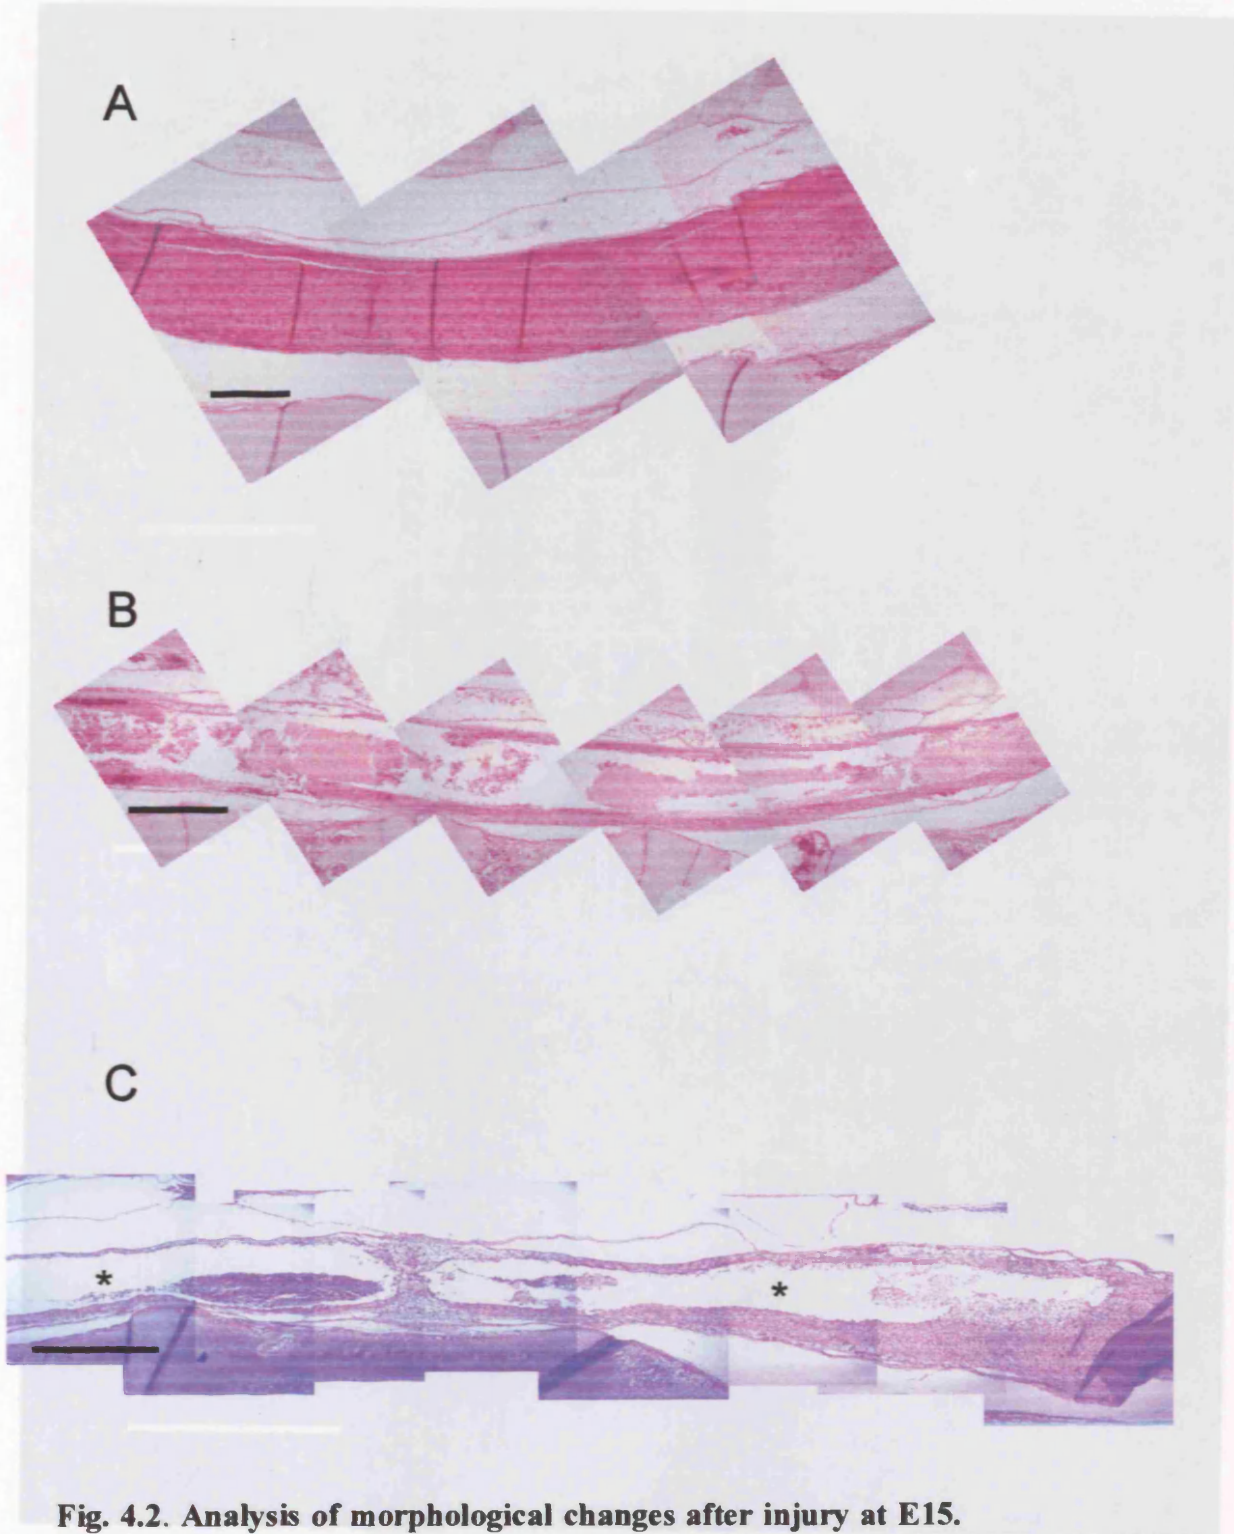 A
B
C
*
*
Fig. 4.2. Analysis of morphological changes after injury at E15.